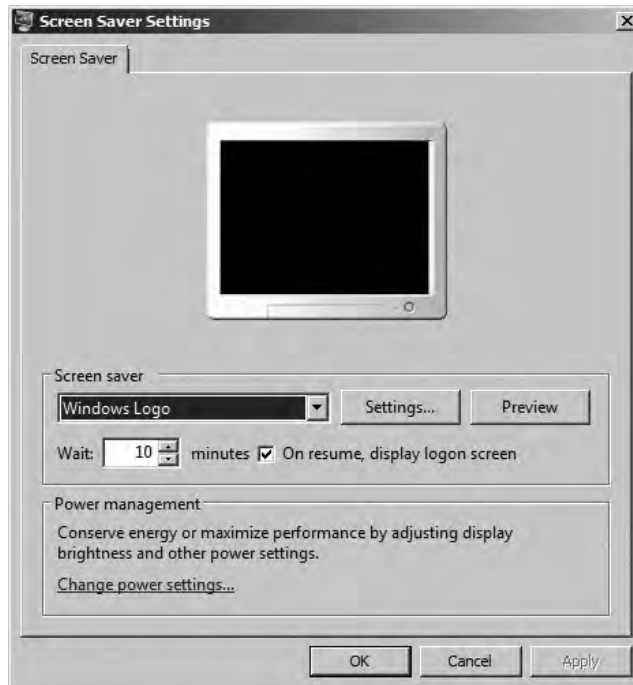 Screen Saver Settings
Screen Saver
Screen saver
Windows Logo
Settings...
Preview
Wait: 10 minutes On resume, display logon screen
Power management
Conserve energy or maximize performance by adjusting display
brightness and other power settings.
Change power settings...
OK
Cancel
Apply